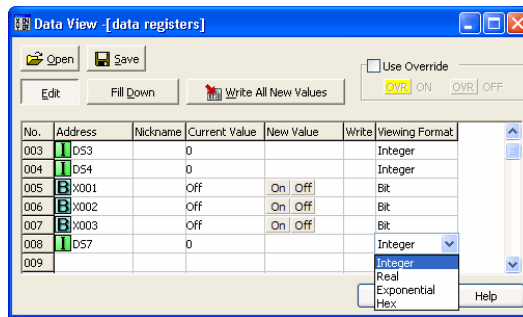 Data View -[data registers]
Open Save
Use Override
OVR ON OVR OFF
Edit Fill Down Write All New Values
No. Address Nickname Current Value New Value Write Viewing Format
003 I DS3 0 Integer
004 I DS4 0 Integer
005 B X001 Off On Off Bit
006 B X002 Off On Off Bit
007 B X003 Off On Off Bit
008 I DS7 0 Integer
009
Integer
Real
Exponential
Hex
Help